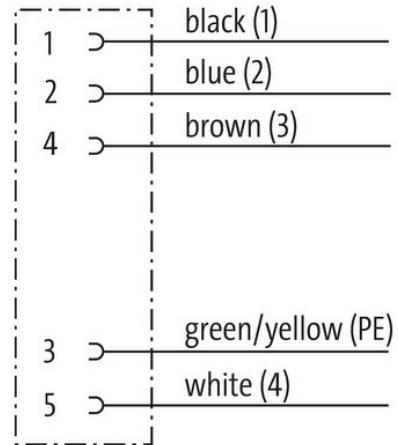 1 black (1)
2 blue (2)
4 brown (3)
3 green/yellow (PE)
5 white (4)